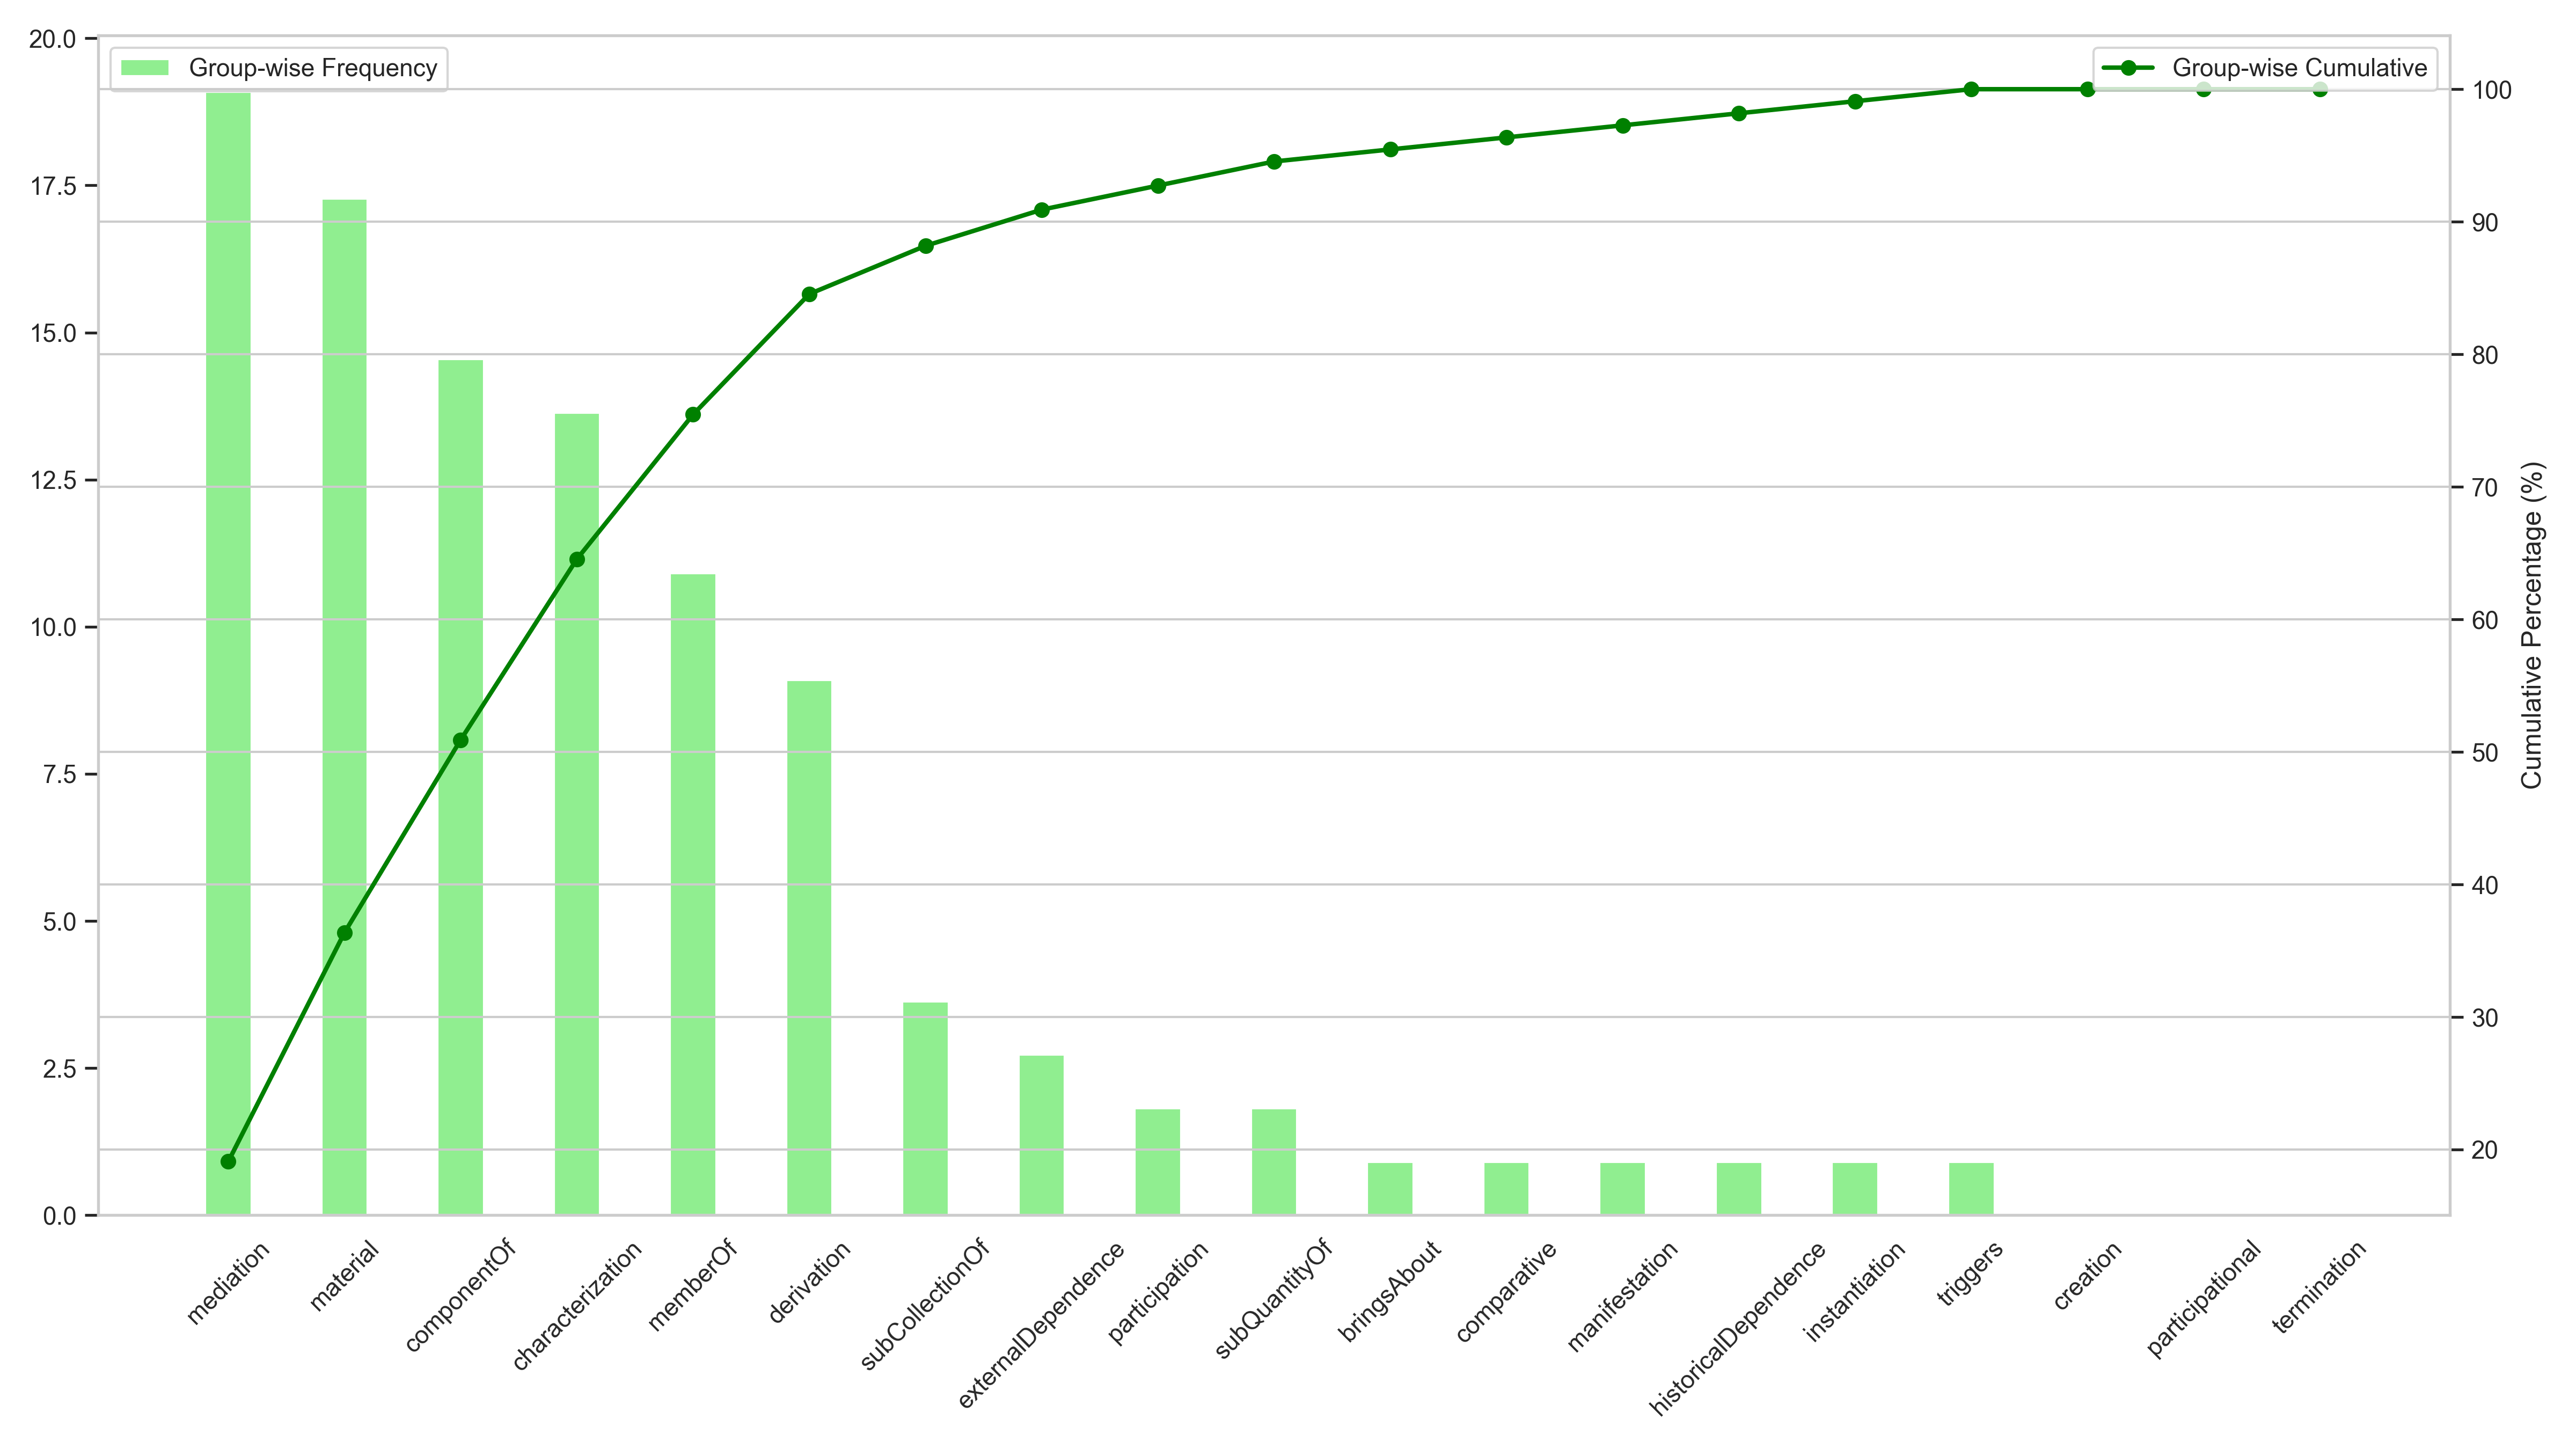 Group-wise Frequency
Group-wise Cumulative
20.0
17.5
15.0
12.5
10.0
7.5
5.0
2.5
0.0
100
90
80
70
60
50
40
30
20
Cumulative Percentage (%)
mediation
material
componentOf
characterization
memberOf
derivation
subCollectionOf
externalDependence
participation
subQuantityOf
bringsAbout
comparative
manifestation
historicalDependence
instantiation
triggers
creation
participational
termination